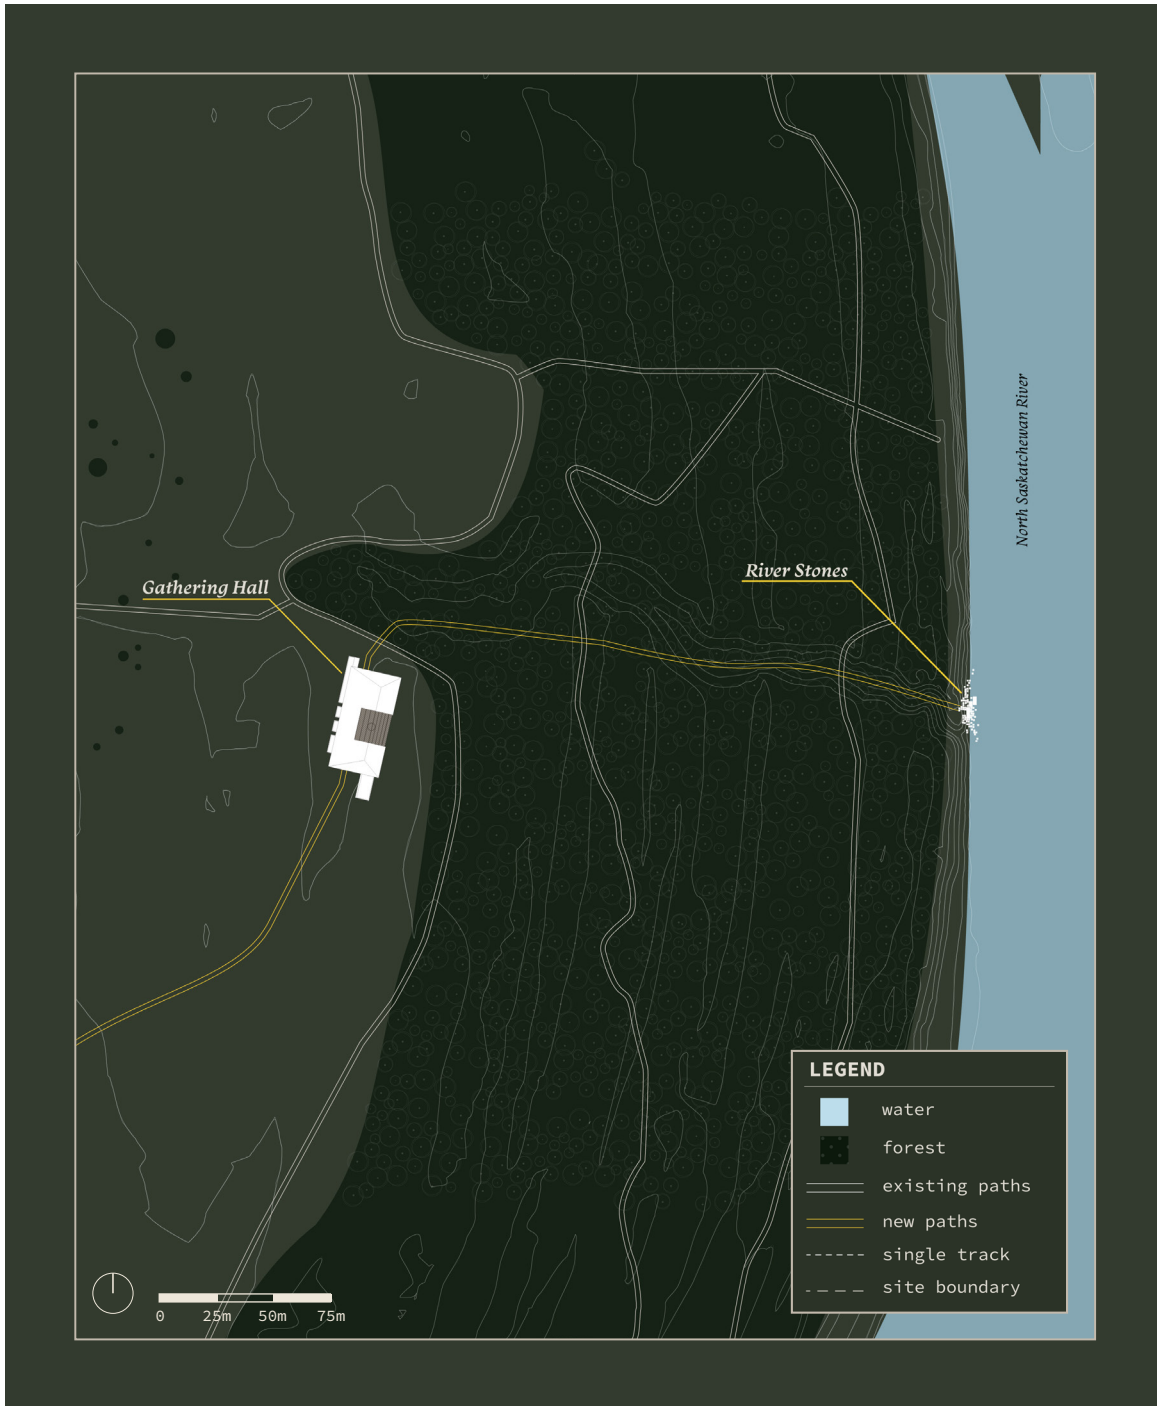 North Saskatchewan River
River Stones
Gathering Hall
LEGEND
water
forest
existing paths
new paths
single track
site boundary
0 25m 50m 75m